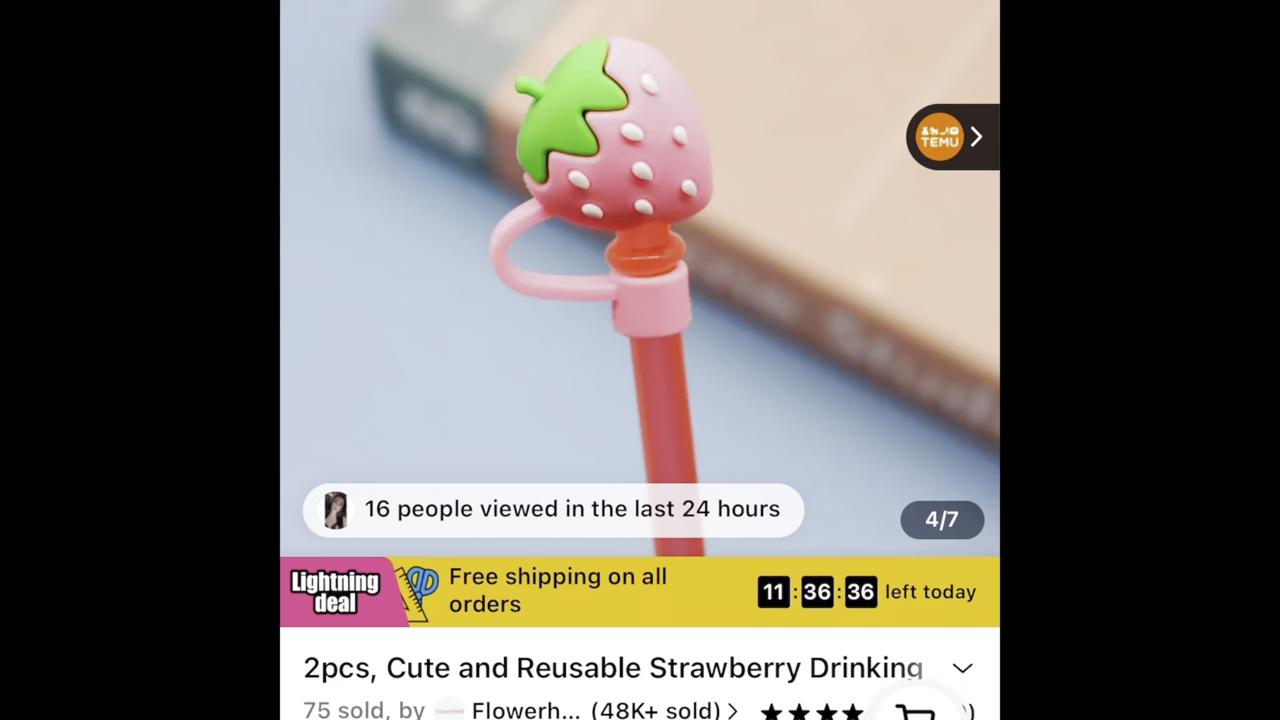 TEMU
16 people viewed in the last 24 hours
4/7
Lightning
deal
Free shipping on all
orders
11:36:36 left today
2pcs, Cute and Reusable Strawberry Drinking
75 sold, by Flowerh... (48K+ sold)